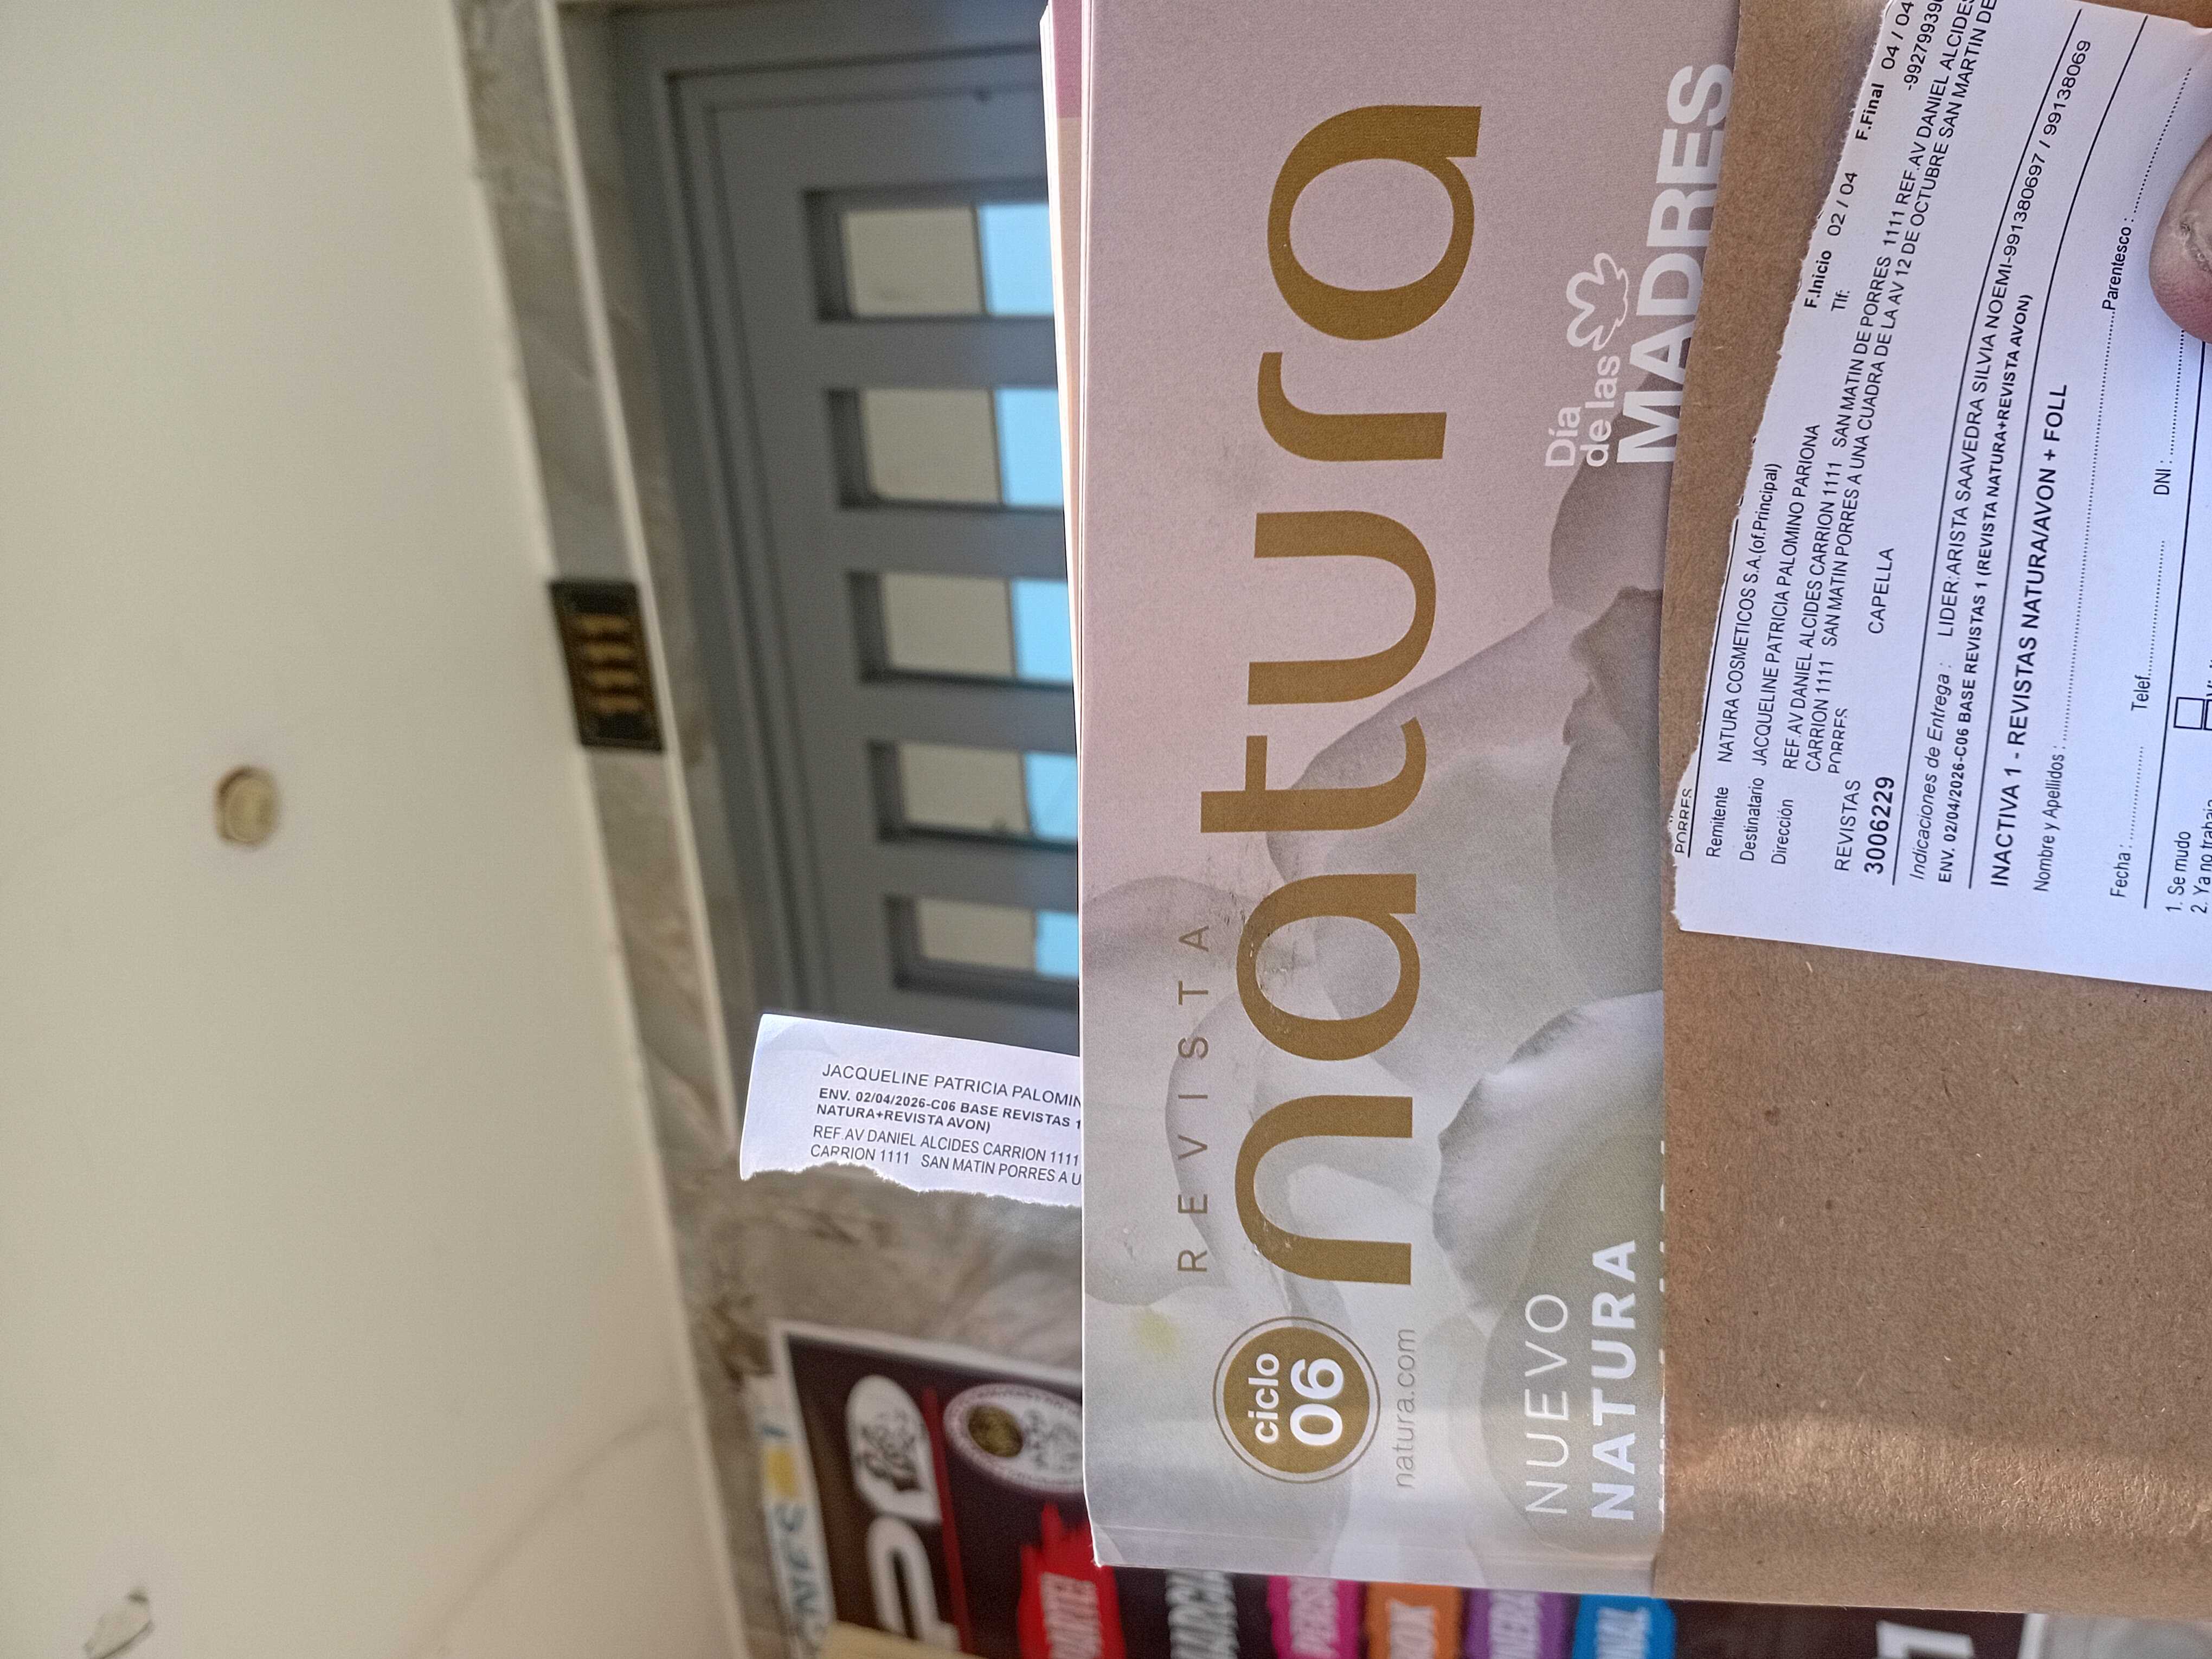 REVISTA
natura
ciclo
06
natura.com
Día
de las
MADRES
NUEVO
NATURA
JACQUELINE PATRICIA PALOMIN
ENV. 02/04/2026-C06 BASE REVISTAS 1
NATURA+REVISTA AVON)
REF.AV DANIEL ALCIDES CARRION 1111
CARRION 1111 SAN MATIN PORRES A U
PORRES
F.Inicio 02 / 04 F.Final 04 / 04
Remitente NATURA COSMETICOS S.A.(of.Principal) Tlf:
Destinatario JACQUELINE PATRICIA PALOMINO PARIONA
Dirección REF.AV DANIEL ALCIDES CARRION 1111 SAN MATIN DE PORRES 1111 REF.AV DANIEL ALCIDES
CARRION 1111 SAN MATIN PORRES A UNA CUADRA DE LA AV 12 DE OCTUBRE SAN MARTIN DE
PORRES
REVISTAS CAPELLA
3006229
Indicaciones de Entrega : LIDER:ARISTA SAAVEDRA SILVIA NOEMI-991380697 / 99138069
ENV. 02/04/2026-C06 BASE REVISTAS 1 (REVISTA NATURA+REVISTA AVON)
INACTIVA 1 - REVISTAS NATURA/AVON + FOLL
Nombre y Apellidos : Parentesco :
Fecha : Telef. DNI :
1. Se mudo
2. Ya no trabaja